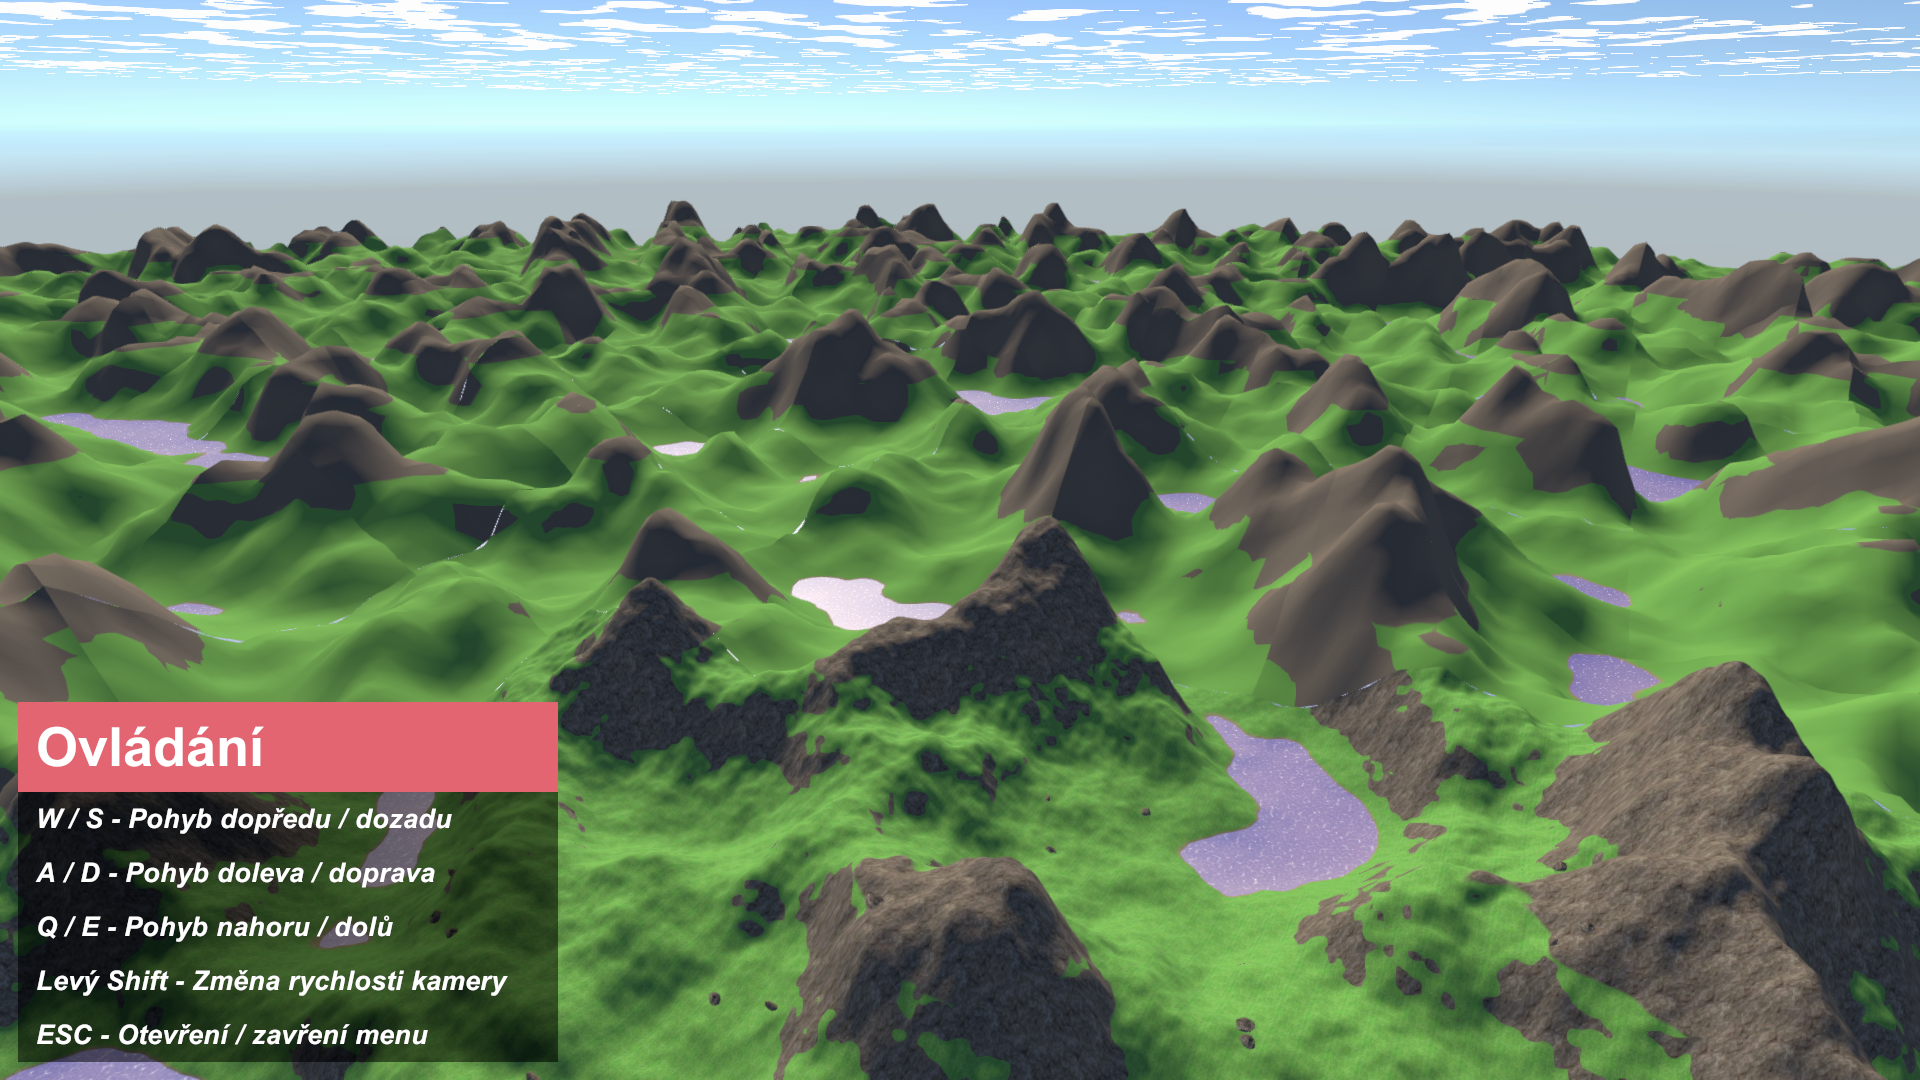 Ovládání
W / S - Pohyb dopředu / dozadu
A / D - Pohyb doleva / doprava
Q / E - Pohyb nahoru / dolů
Levý Shift - Změna rychlosti kamery
ESC - Otevření / zavření menu